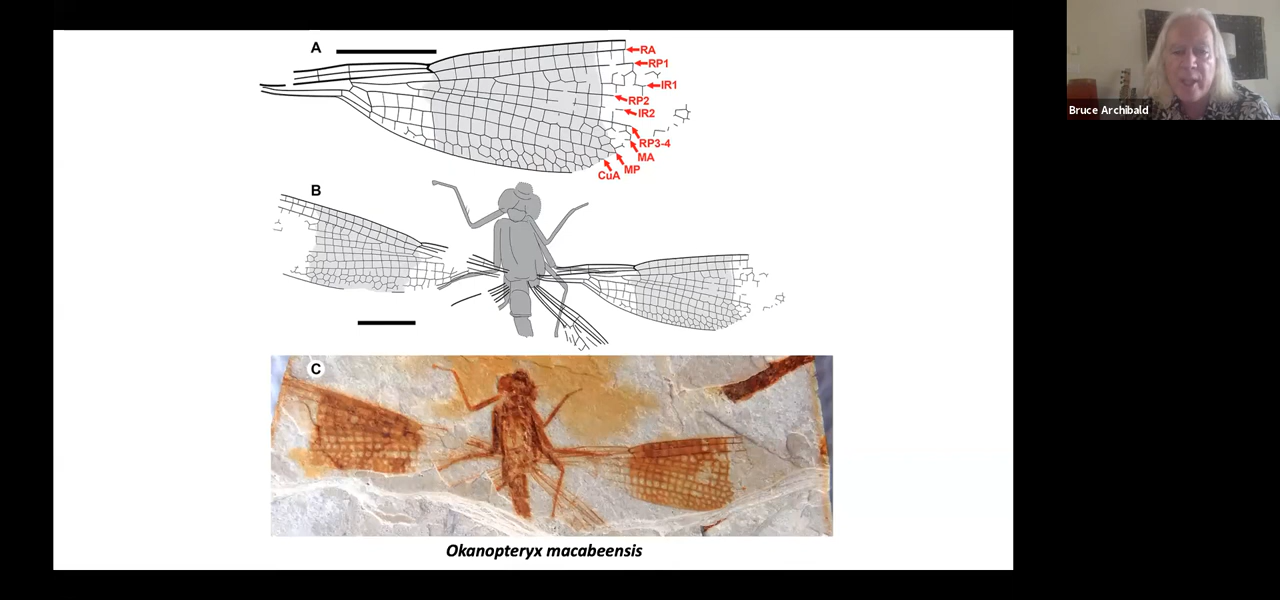 A
RA
RP1
IR1
RP2
IR2
RP3-4
MA
MP
CuA
B
C
Okanopteryx macabeensis
Bruce Archibald